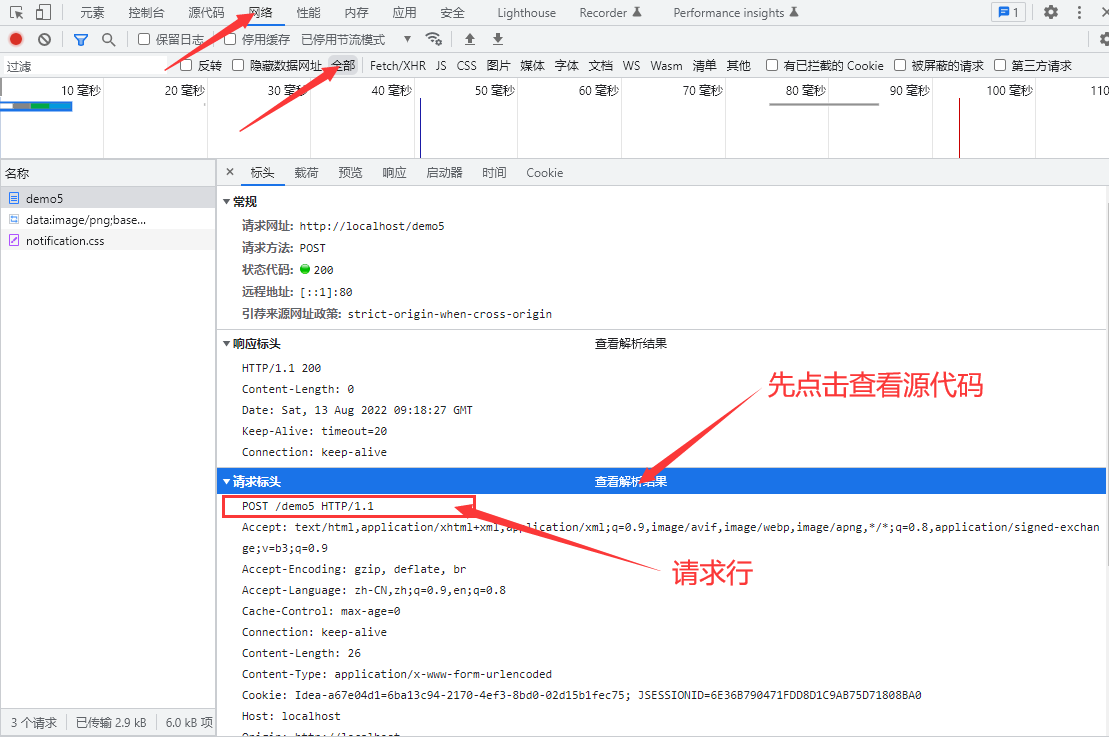 元素 控制台 源代码 网络 性能 内存 应用 安全 Lighthouse Recorder Performance insights 1
保留日志 停用缓存 已停用节流模式
过滤 反转 隐藏数据网址 全部 Fetch/XHR JS CSS 图片 媒体 字体 文档 WS Wasm 清单 其他 有已拦截的 Cookie 被屏蔽的请求 第三方请求
10 毫秒 20 毫秒 30 毫秒 40 毫秒 50 毫秒 60 毫秒 70 毫秒 80 毫秒 90 毫秒 100 毫秒 110
名称
demo5
data:image/png;base...
notification.css
× 标头 载荷 预览 响应 启动器 时间 Cookie
常规
请求网址: http://localhost/demo5
请求方法: POST
状态代码: 200
远程地址: [::1]:80
引荐来源网址政策: strict-origin-when-cross-origin
响应标头 查看解析结果
HTTP/1.1 200
Content-Length: 0
Date: Sat, 13 Aug 2022 09:18:27 GMT
Keep-Alive: timeout=20
Connection: keep-alive
先点击查看源代码
请求标头 查看解析结果
POST /demo5 HTTP/1.1
Accept: text/html,application/xhtml+xml,application/xml;q=0.9,image/avif,image/webp,image/apng,*/*;q=0.8,application/signed-exchan
ge;v=b3;q=0.9
请求行
Accept-Encoding: gzip, deflate, br
Accept-Language: zh-CN,zh;q=0.9,en;q=0.8
Cache-Control: max-age=0
Connection: keep-alive
Content-Length: 26
Content-Type: application/x-www-form-urlencoded
Cookie: Idea-a67e04d1=6ba13c94-2170-4ef3-8bd0-02d15b1fec75; JSESSIONID=6E36B790471FDD8D1C9AB75D71808BA0
Host: localhost
Origin: http://localhost
3 个请求 已传输 2.9 kB 6.0 kB 项